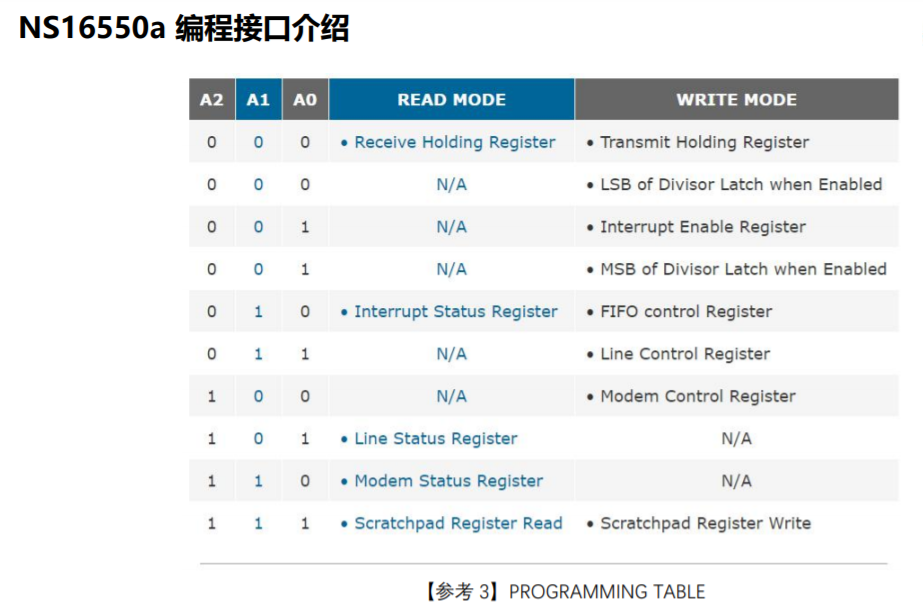 NS16550a 编程接口介绍
A2 A1 A0 READ MODE WRITE MODE
0 0 0 • Receive Holding Register • Transmit Holding Register
0 0 0 N/A • LSB of Divisor Latch when Enabled
0 0 1 N/A • Interrupt Enable Register
0 0 1 N/A • MSB of Divisor Latch when Enabled
0 1 0 • Interrupt Status Register • FIFO control Register
0 1 1 N/A • Line Control Register
1 0 0 N/A • Modem Control Register
1 0 1 • Line Status Register N/A
1 1 0 • Modem Status Register N/A
1 1 1 • Scratchpad Register Read • Scratchpad Register Write
【参考 3】PROGRAMMING TABLE